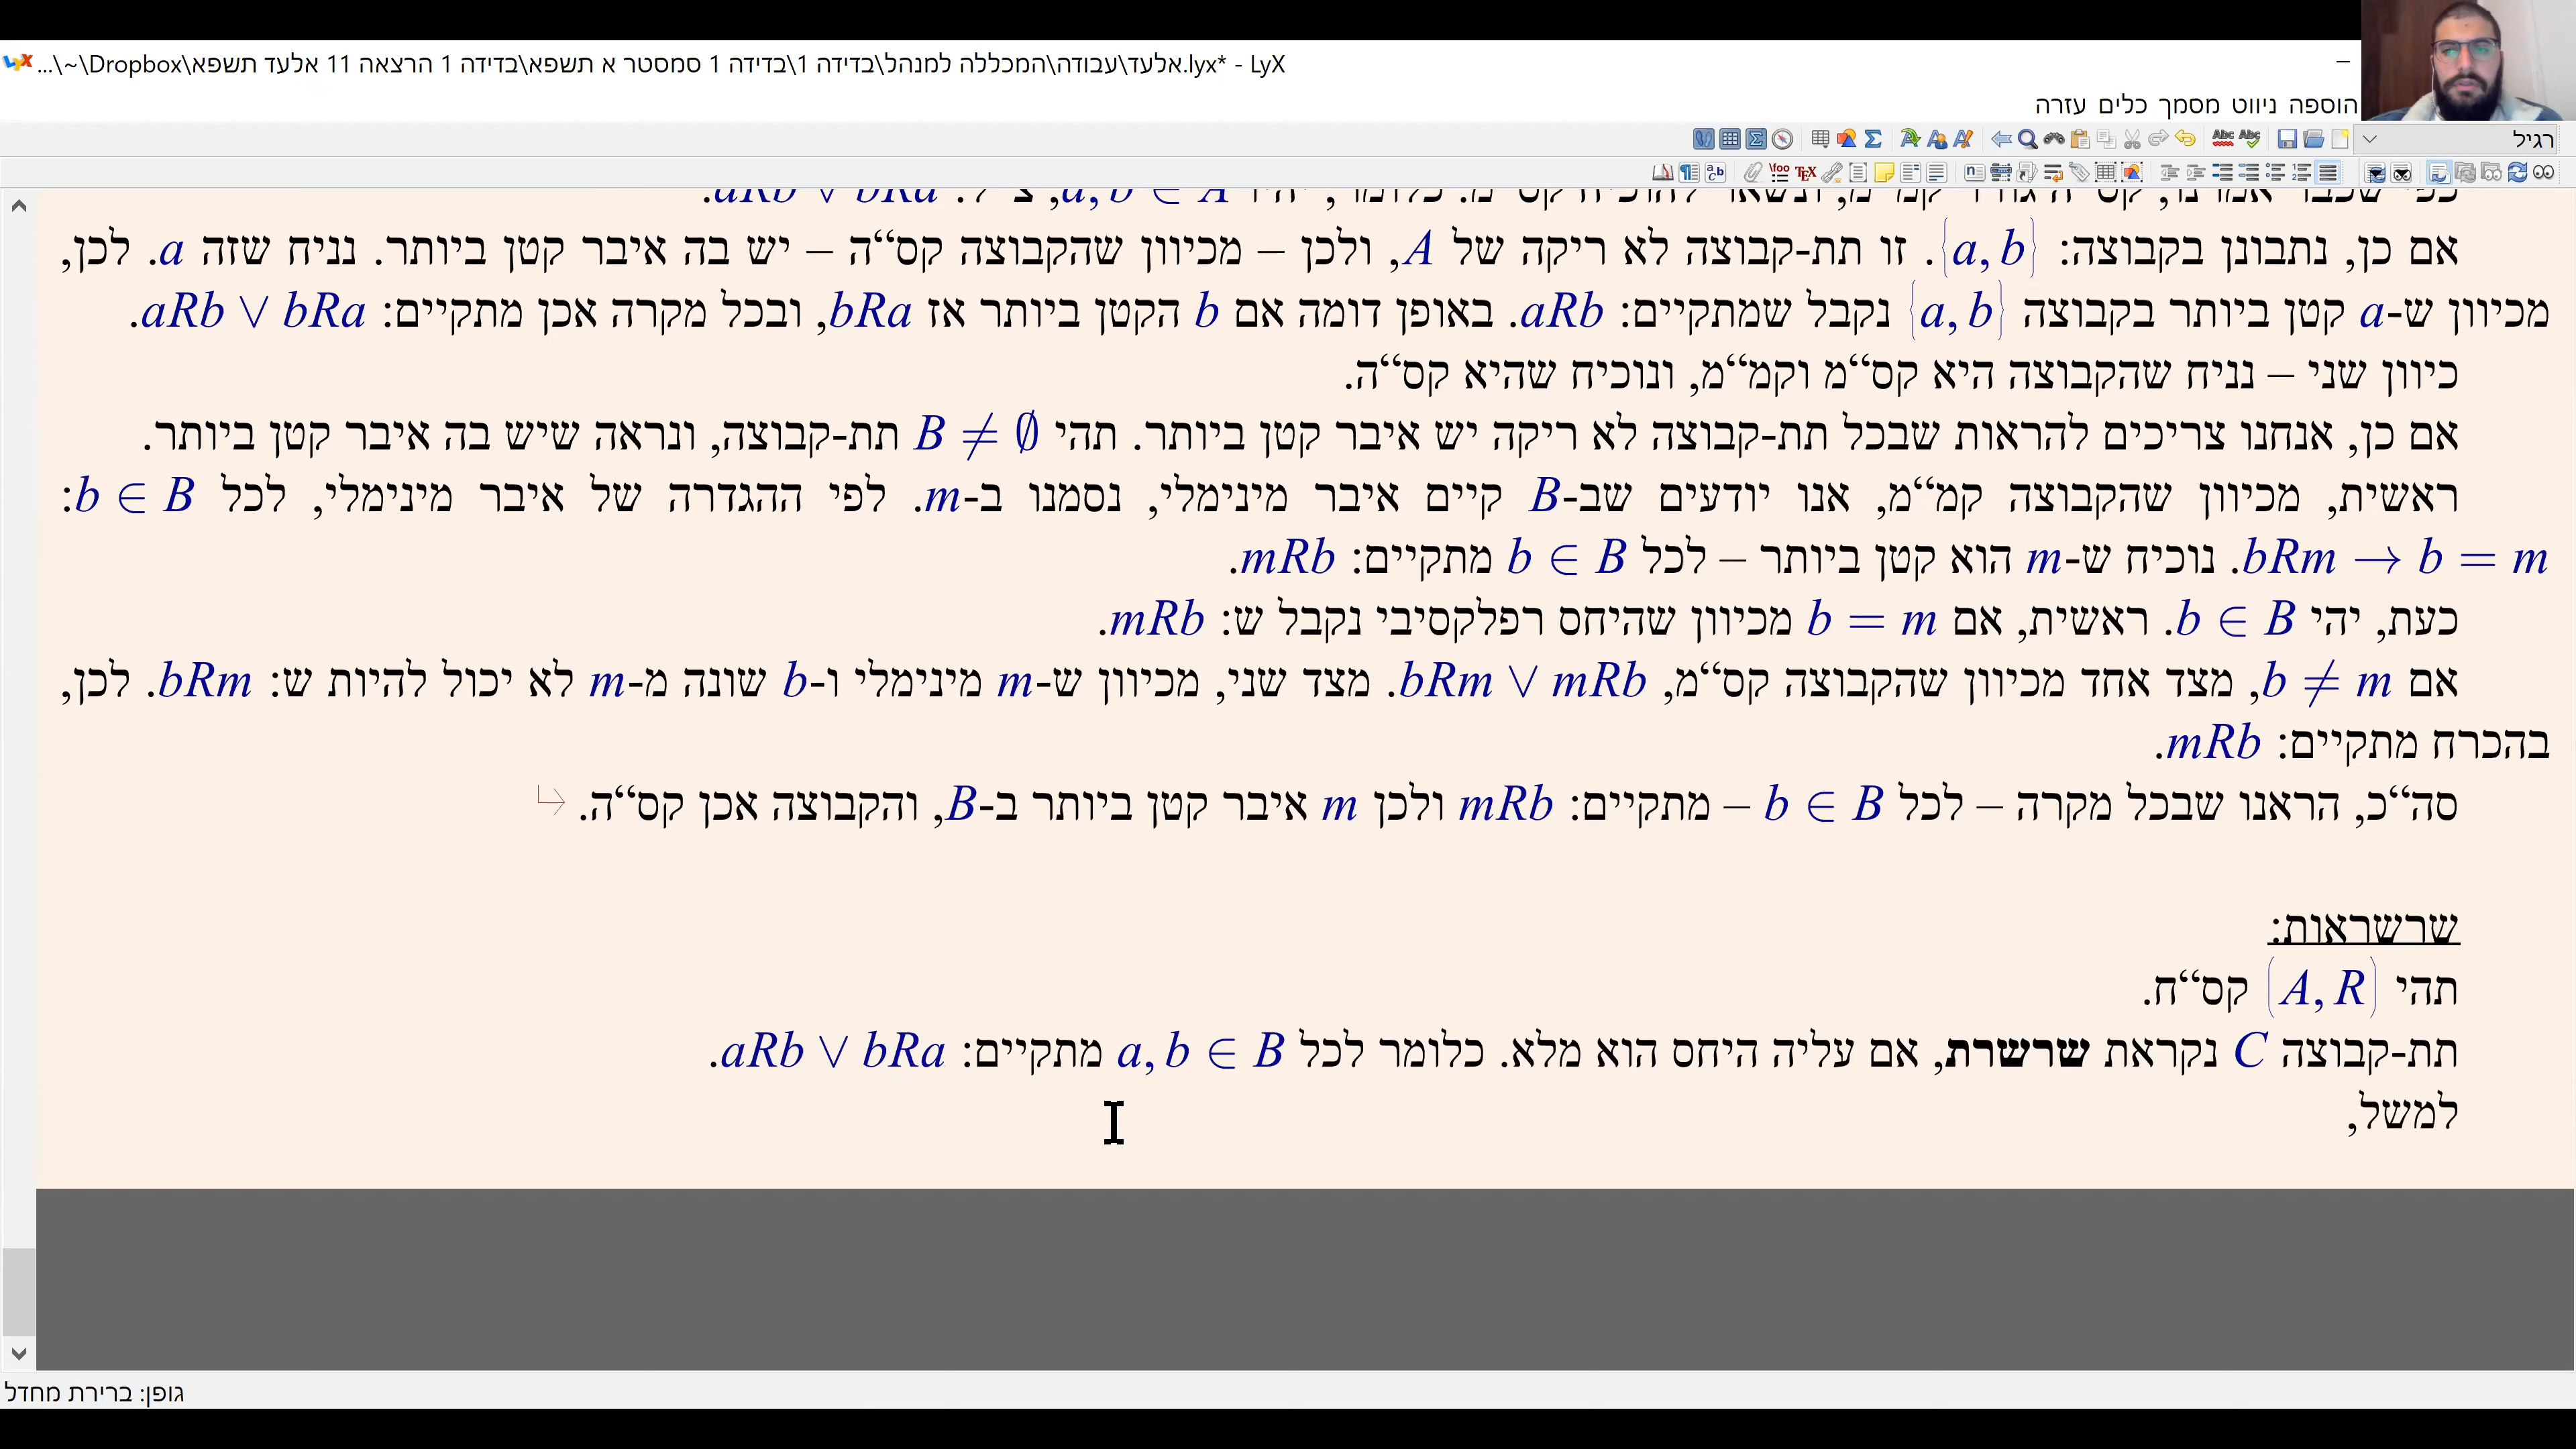 ...\~\Dropbox\אלעד\עבודה\המכללה למנהל\בדידה 1\בדידה 1 סמסטר א תשפא\בדידה 1 הרצאה 11 אלעד תשפא.lyx* - LyX
הוספה ניווט מסמך כלים עזרה
רגיל
aRb ∨ bRa.
אם כן, נתבונן בקבוצה: {a, b}. זו תת-קבוצה לא ריקה של A, ולכן – מכיוון שהקבוצה קס“ה – יש בה איבר קטן ביותר. נניח שזה a. לכן,
מכיוון ש-a קטן ביותר בקבוצה {a, b} נקבל שמתקיים: aRb. באופן דומה אם b הקטן ביותר אז bRa, ובכל מקרה אכן מתקיים: aRb ∨ bRa.
כיוון שני – נניח שהקבוצה היא קס“מ וקמ“מ, ונוכיח שהיא קס“ה.
אם כן, אנחנו צריכים להראות שבכל תת-קבוצה לא ריקה יש איבר קטן ביותר. תהי B ≠ ∅ תת-קבוצה, ונראה שיש בה איבר קטן ביותר.
ראשית, מכיוון שהקבוצה קמ“מ, אנו יודעים שב-B קיים איבר מינימלי, נסמנו ב-m. לפי ההגדרה של איבר מינימלי, לכל b ∈ B:
bRm → b = m. נוכיח ש-m הוא קטן ביותר – לכל b ∈ B מתקיים: mRb.
כעת, יהי b ∈ B. ראשית, אם b = m מכיוון שהיחס רפלקסיבי נקבל ש: mRb.
אם b ≠ m, מצד אחד מכיוון שהקבוצה קס“מ, bRm ∨ mRb. מצד שני, מכיוון ש-m מינימלי ו-b שונה מ-m לא יכול להיות ש: bRm. לכן,
בהכרח מתקיים: mRb.
סה“כ, הראנו שבכל מקרה – לכל b ∈ B – מתקיים: mRb ולכן m איבר קטן ביותר ב-B, והקבוצה אכן קס“ה.
שרשראות:
תהי (A, R) קס“ח.
תת-קבוצה C נקראת שרשרת, אם עליה היחס הוא מלא. כלומר לכל a, b ∈ B מתקיים: aRb ∨ bRa.
למשל,
גופן: ברירת מחדל